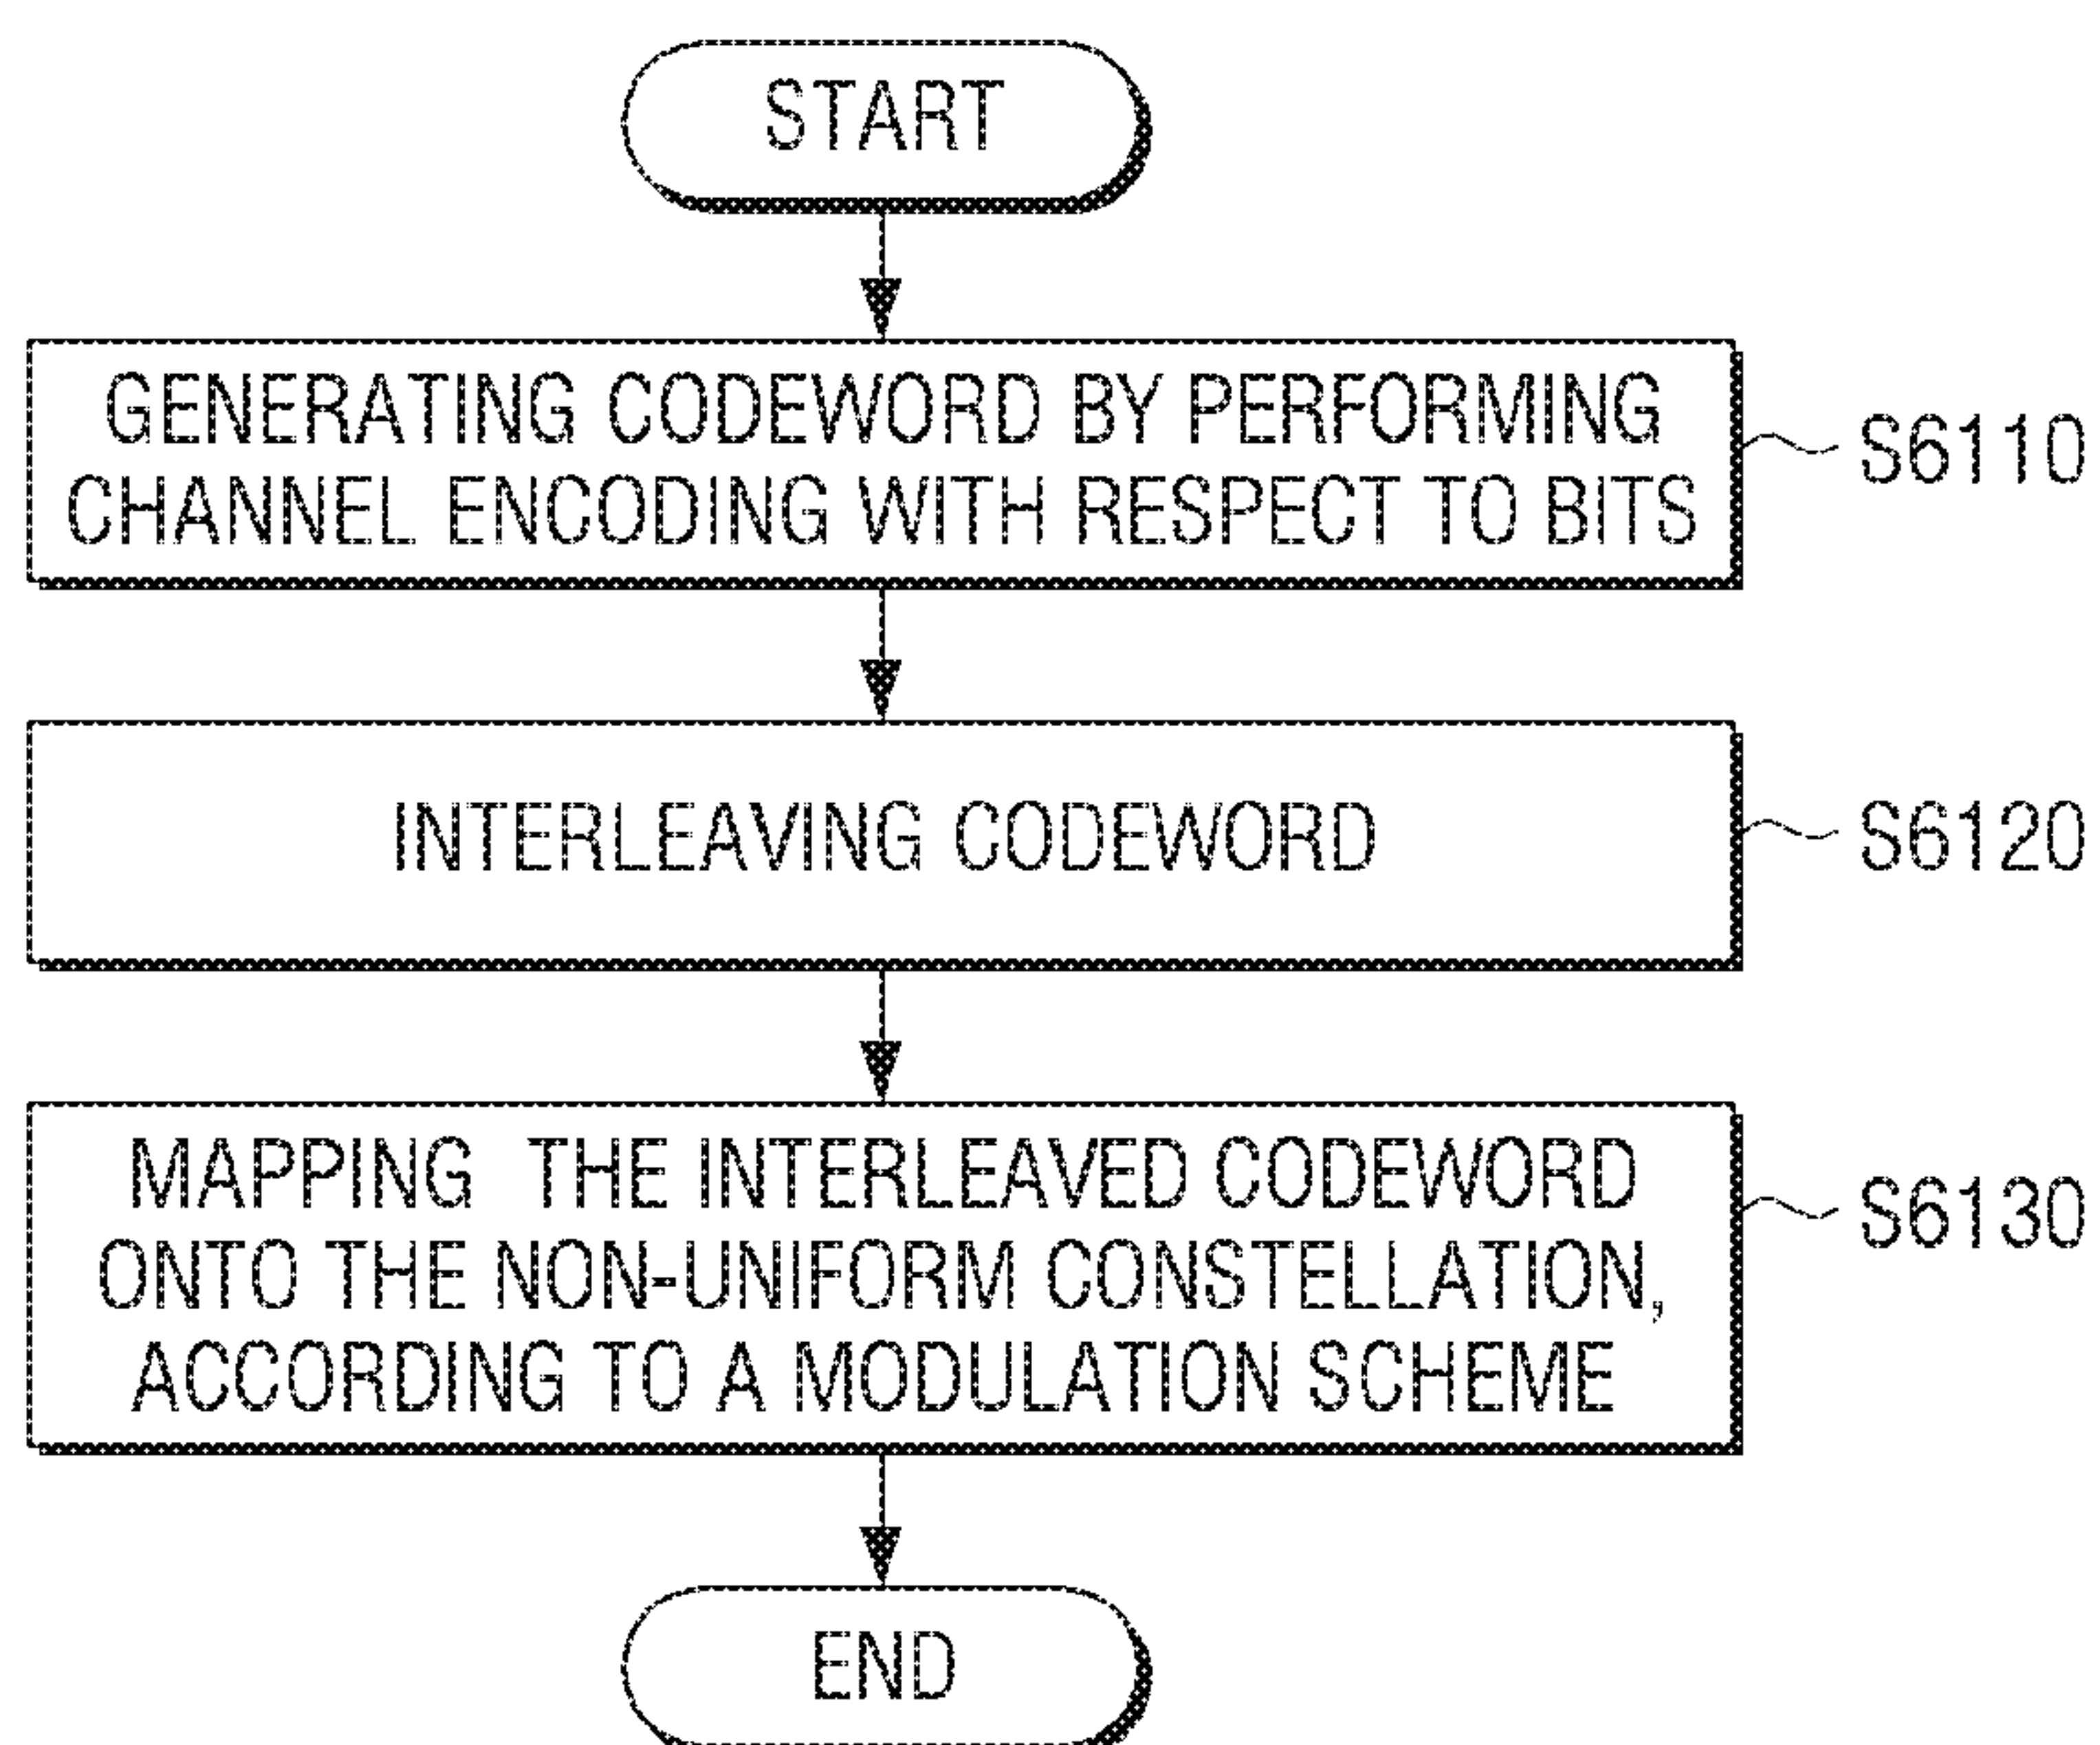 START
GENERATING CODEWORD BY PERFORMING
CHANNEL ENCODING WITH RESPECT TO BITS
S6110
INTERLEAVING CODEWORD
S6120
MAPPING THE INTERLEAVED CODEWORD
ONTO THE NON-UNIFORM CONSTELLATION,
ACCORDING TO A MODULATION SCHEME
S6130
END